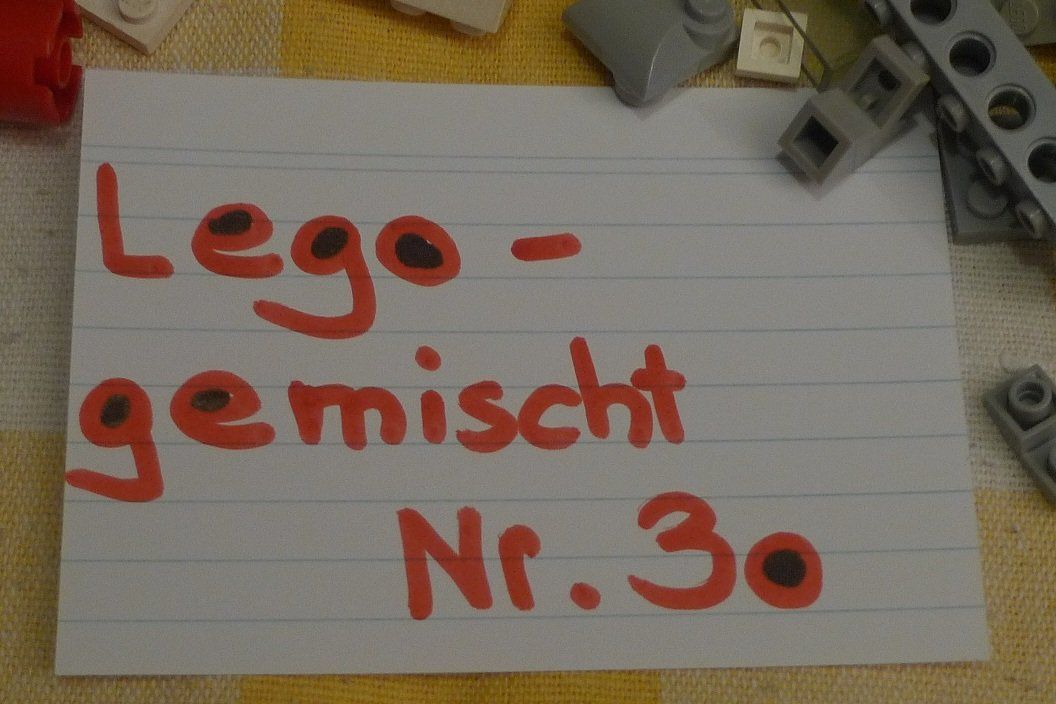 Lego -
gemischt
Nr. 30